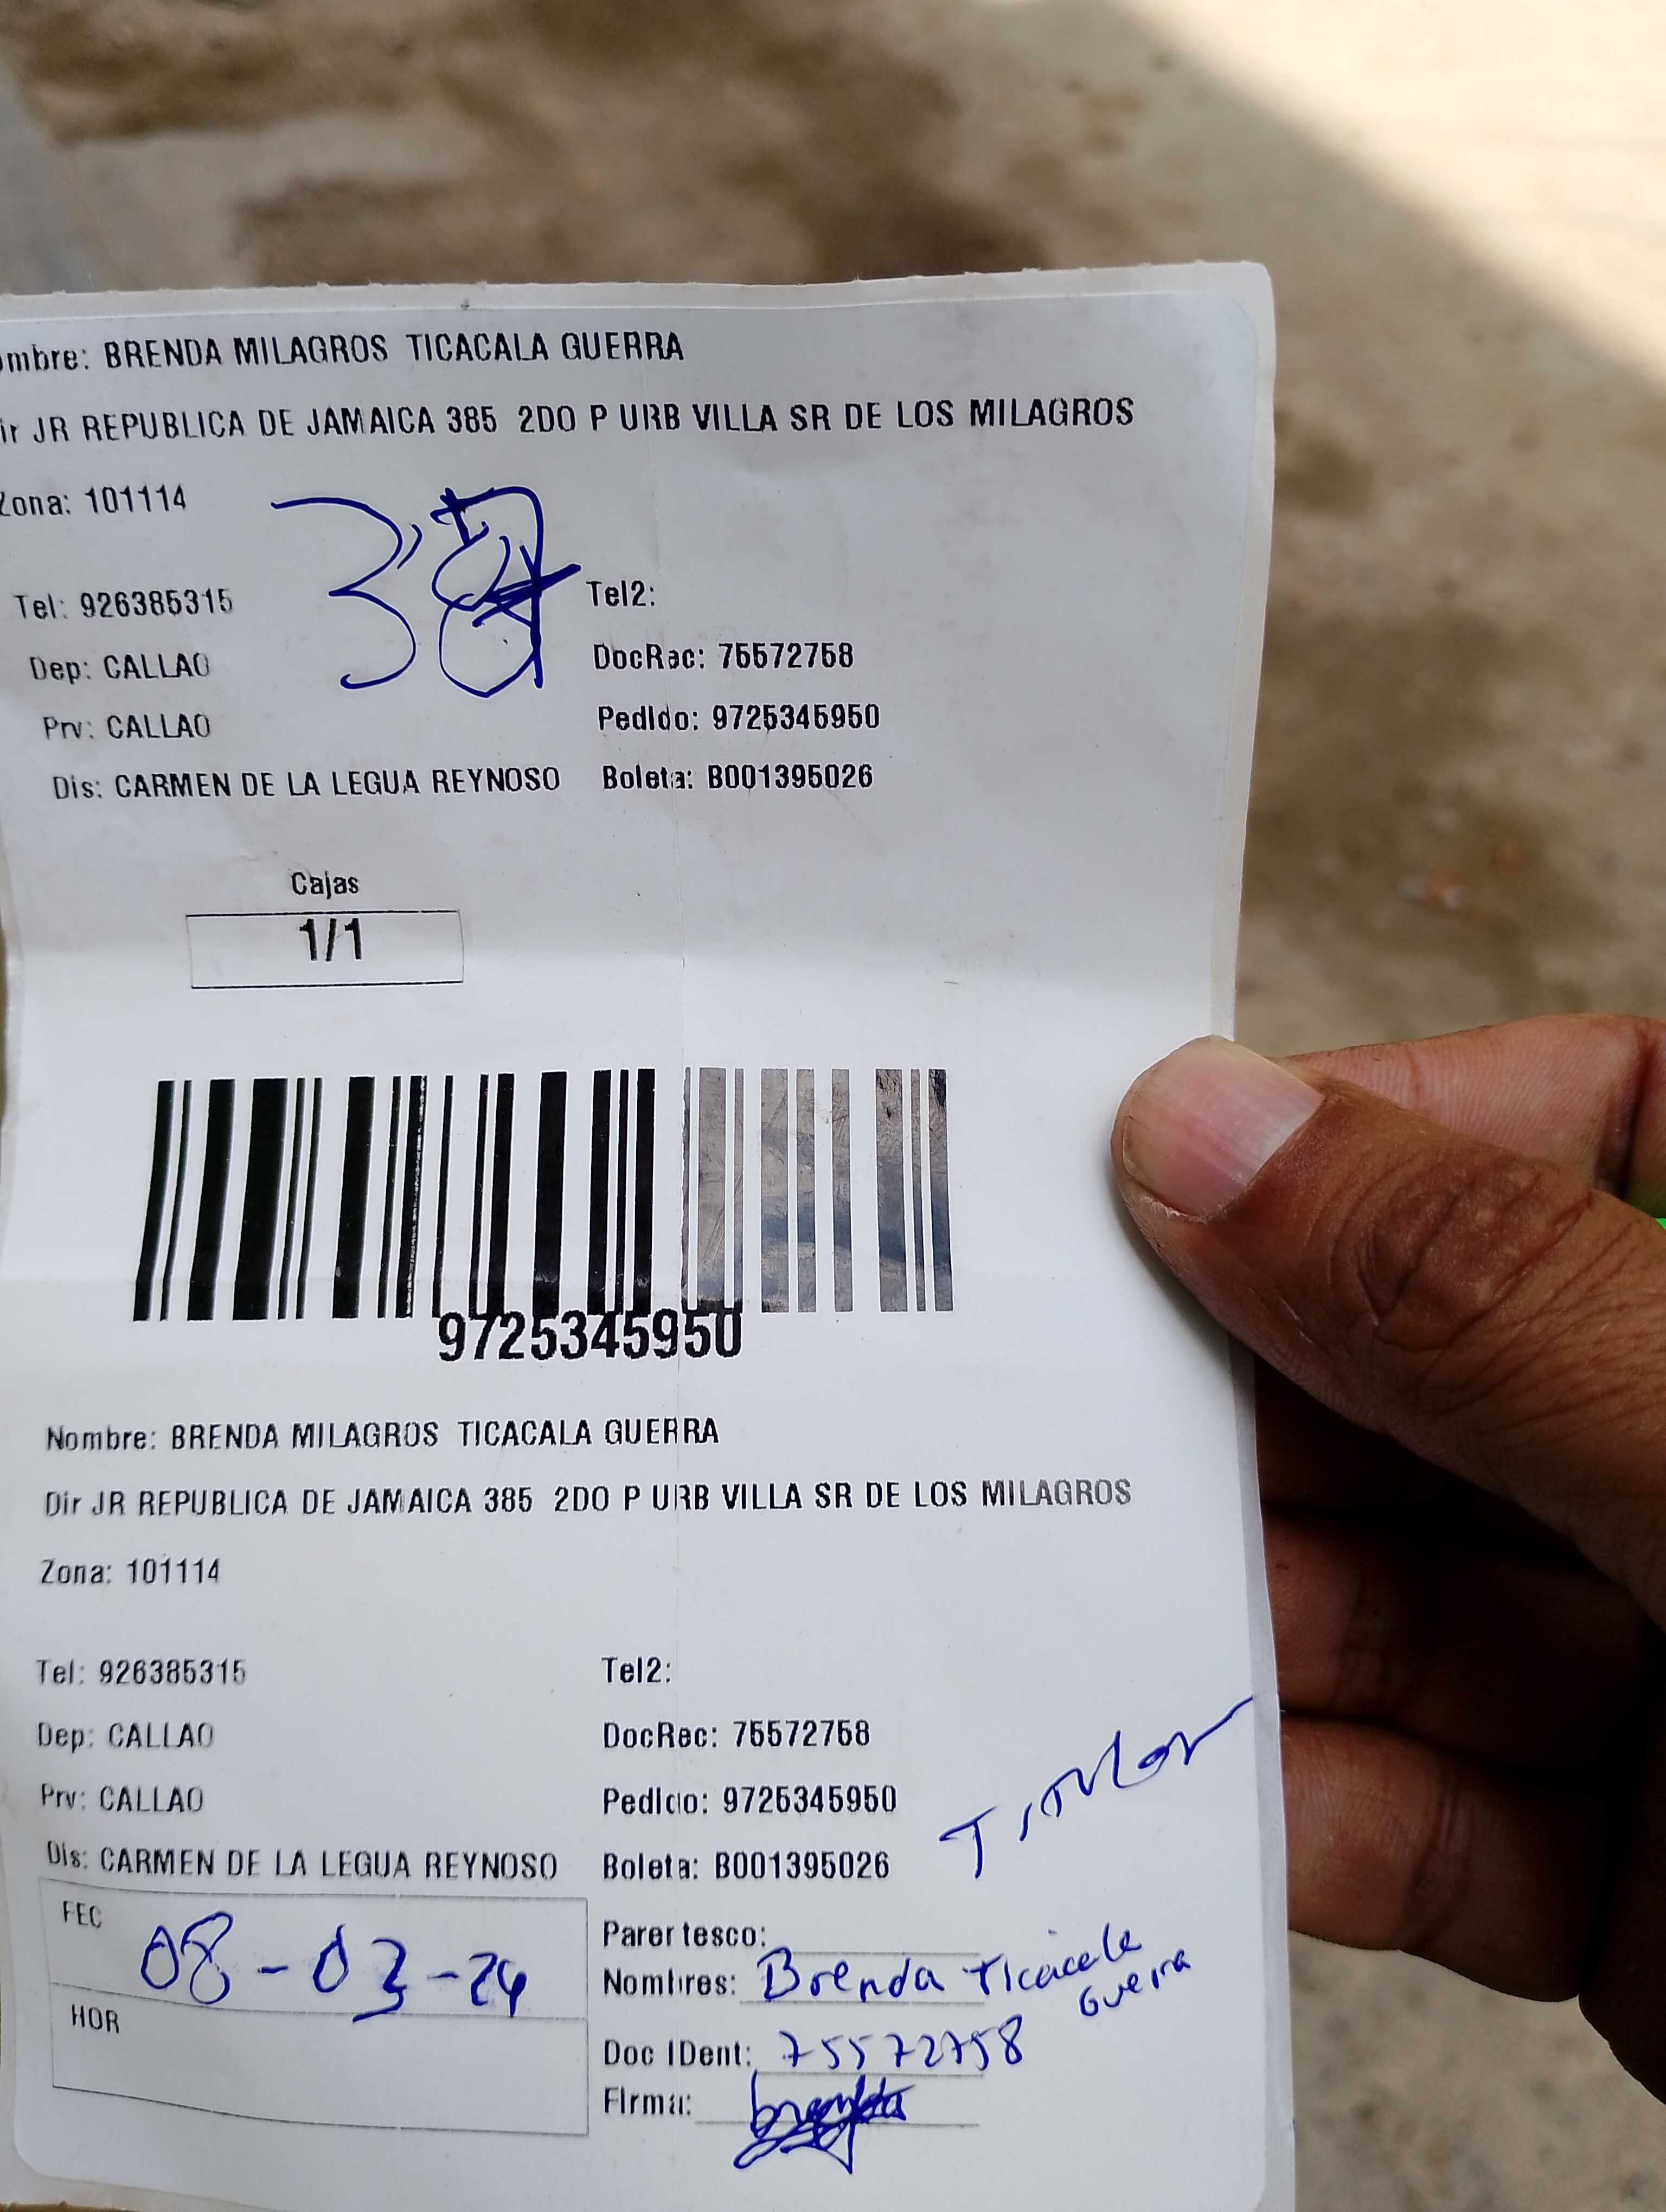 ombre: BRENDA MILAGROS TICACALA GUERRA
ir JR REPUBLICA DE JAMAICA 385 2DO P URB VILLA SR DE LOS MILAGROS
Zona: 101114
Tel: 926385315 Tel2:
Dep: CALLAO DocRec: 75572758
Prv: CALLAO Pedido: 9725345950
Dis: CARMEN DE LA LEGUA REYNOSO Boleta: B001395026
Cajas
1/1
9725345950
Nombre: BRENDA MILAGROS TICACALA GUERRA
Dir JR REPUBLICA DE JAMAICA 385 2DO P URB VILLA SR DE LOS MILAGROS
Zona: 101114
Tel: 926385315 Tel2:
Dep: CALLAO DocRec: 75572758
Prv: CALLAO Pedido: 9725345950
Dis: CARMEN DE LA LEGUA REYNOSO Boleta: B001395026
FEC 08-03-24
HOR
Parentesco:
Nombres: Brenda Ticacala Guerra
Doc IDent: 75572758
Firma: